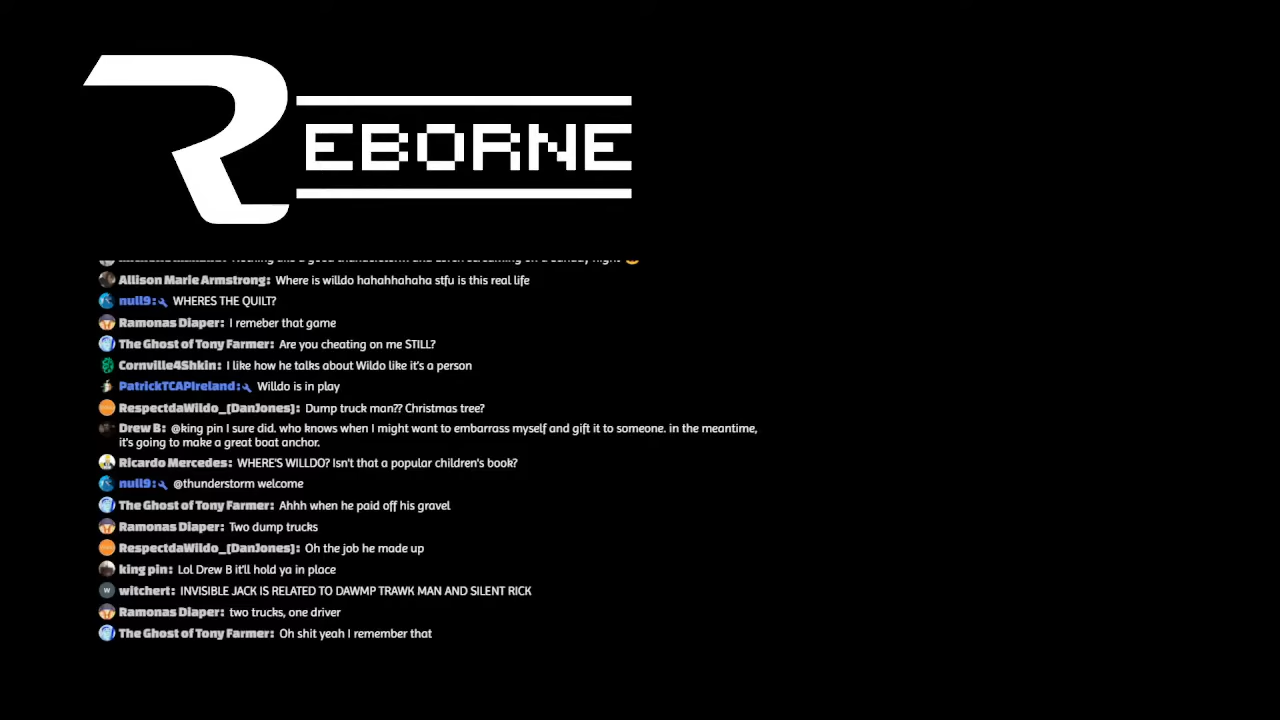 REBORNE
Allison Marie Armstrong: Where is willdo hahahhahaha stfu is this real life
null9: WHERES THE QUILT?
Ramonas Diaper: I remeber that game
The Ghost of Tony Farmer: Are you cheating on me STILL?
Cornville4Shkin: I like how he talks about Wildo like it's a person
PatrickTCAPIreland: Willdo is in play
RespectdaWildo_(DanJones): Dump truck man?? Christmas tree?
Drew B: @king pin I sure did. who knows when I might want to embarrass myself and gift it to someone. in the meantime,
it's going to make a great boat anchor.
Ricardo Mercedes: WHERE'S WILLDO? Isn't that a popular children's book?
null9: @thunderstorm welcome
The Ghost of Tony Farmer: Ahhh when he paid off his gravel
Ramonas Diaper: Two dump trucks
RespectdaWildo_(DanJones): Oh the job he made up
king pin: Lol Drew B it'll hold ya in place
W witchert: INVISIBLE JACK IS RELATED TO DAWMP TRAWK MAN AND SILENT RICK
Ramonas Diaper: two trucks, one driver
The Ghost of Tony Farmer: Oh shit yeah I remember that